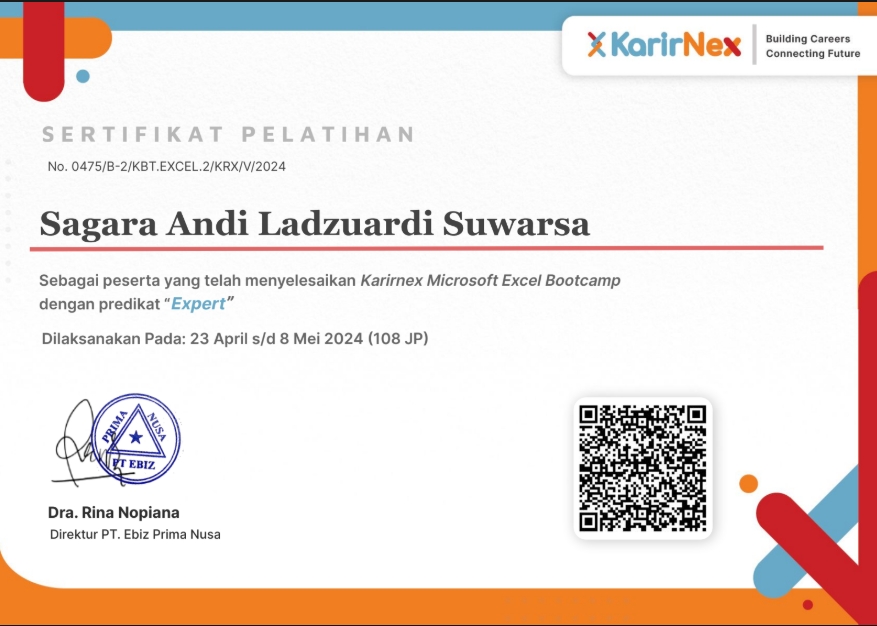 KarirNex
Building Careers
Connecting Future
SERTIFIKAT PELATIHAN
No. 0475/B-2/KBT.EXCEL.2/KRX/V/2024
Sagara Andi Ladzuardi Suwarsa
Sebagai peserta yang telah menyelesaikan Karirnex Microsoft Excel Bootcamp
dengan predikat “Expert”
Dilaksanakan Pada: 23 April s/d 8 Mei 2024 (108 JP)
PRIMA NUSA
PT EBIZ
Dra. Rina Nopiana
Direktur PT. Ebiz Prima Nusa